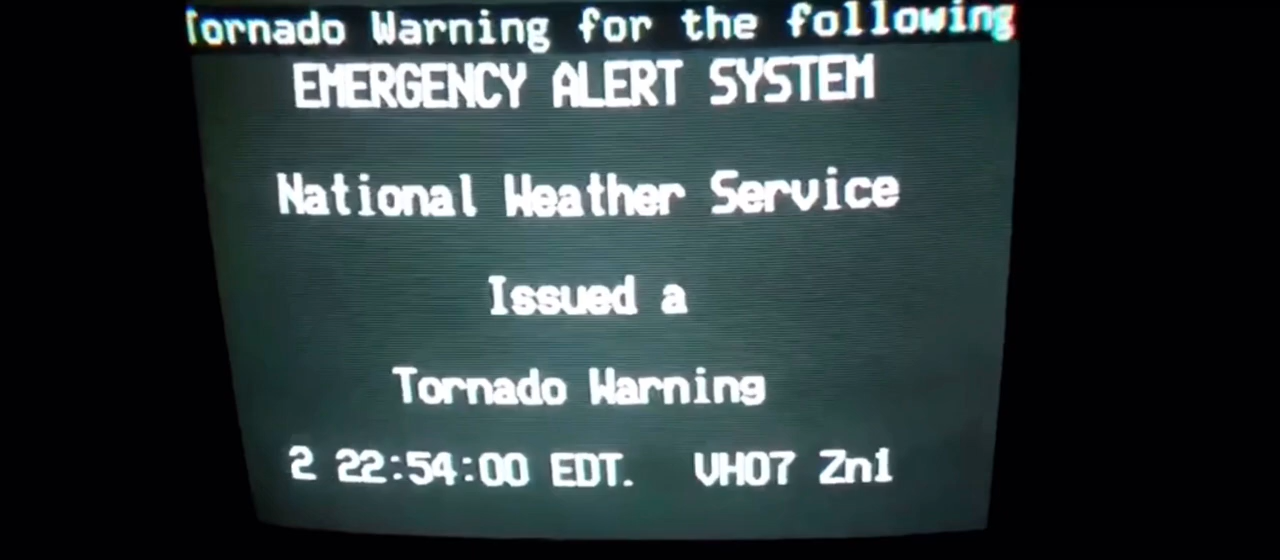 Tornado Warning for the following
EMERGENCY ALERT SYSTEM
National Weather Service
Issued a
Tornado Warning
2 22:54:00 EDT. VH07 Zn1